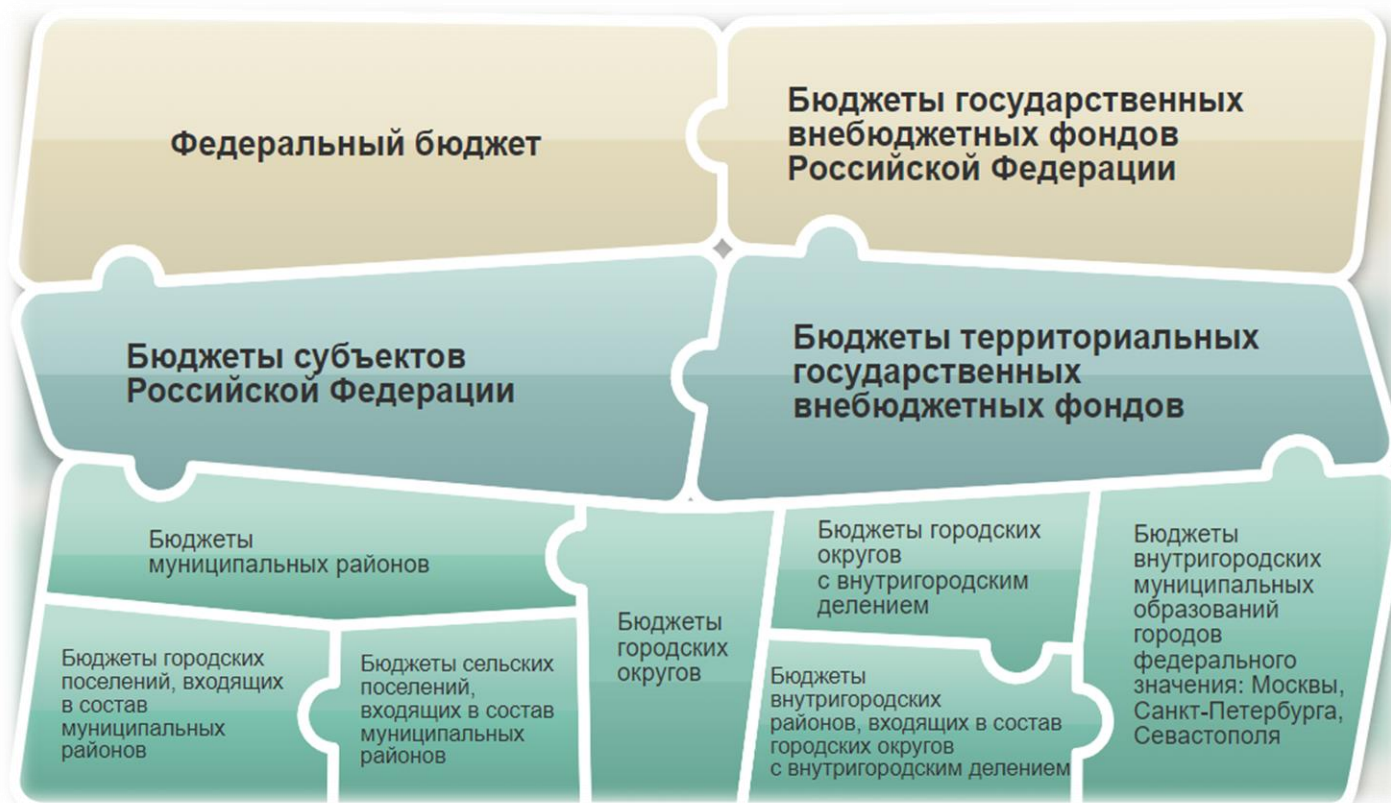 Федеральный бюджет
Бюджеты государственных
внебюджетных фондов
Российской Федерации
Бюджеты субъектов
Российской Федерации
Бюджеты территориальных
государственных
внебюджетных фондов
Бюджеты
муниципальных районов
Бюджеты городских
поселений, входящих
в состав
муниципальных
районов
Бюджеты сельских
поселений,
входящих в состав
муниципальных
районов
Бюджеты
городских
округов
Бюджеты городских
округов
с внутригородским
делением
Бюджеты
внутригородских
районов, входящих в состав
городских округов
с внутригородским делением
Бюджеты
внутригородских
муниципальных
образований
городов
федерального
значения: Москвы,
Санкт-Петербурга,
Севастополя